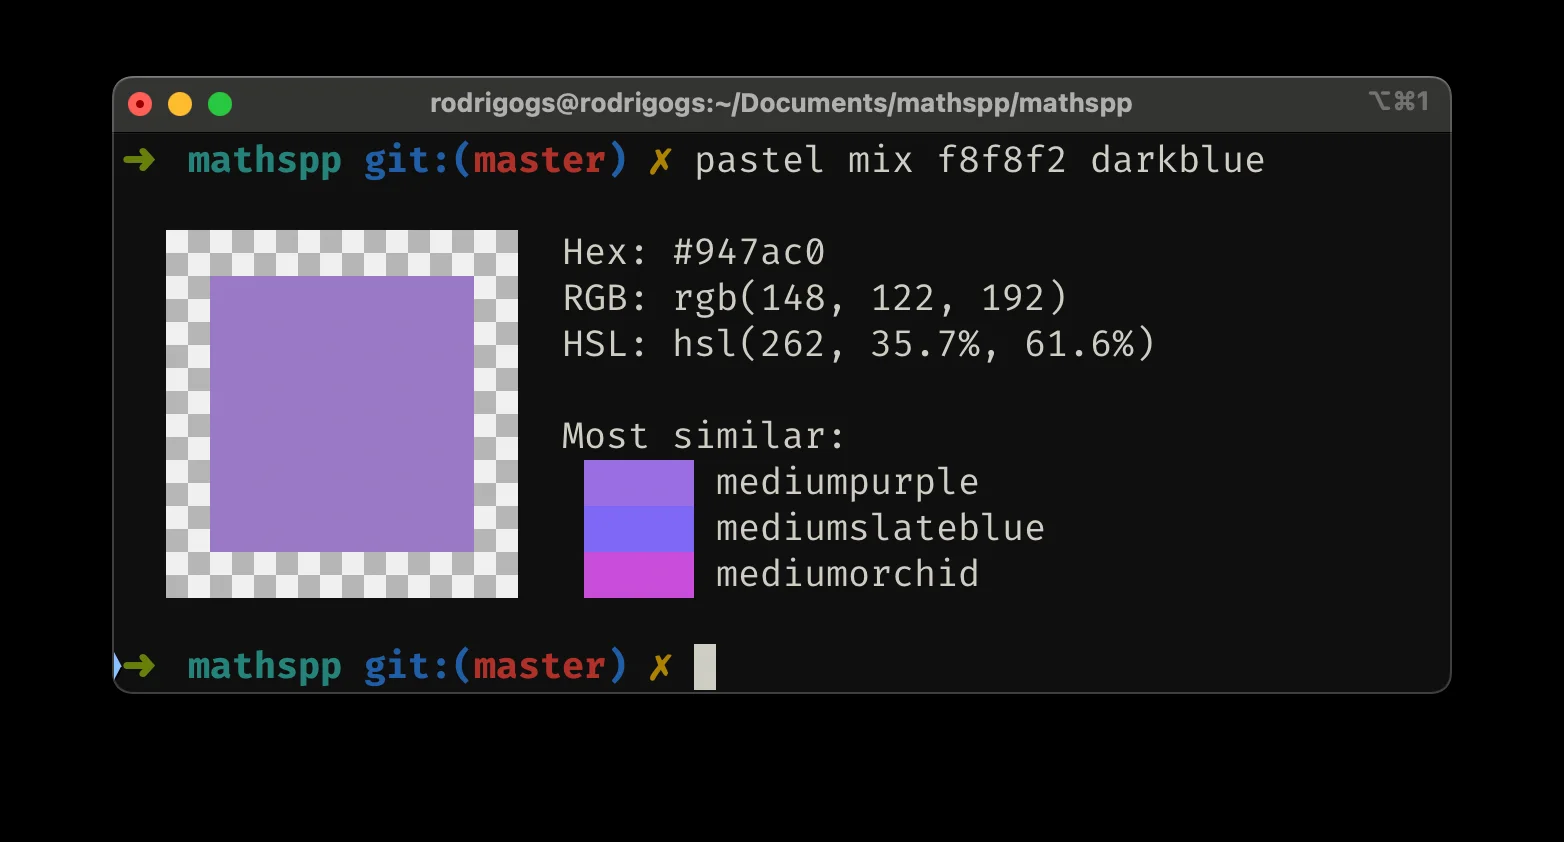 rodrigogs@rodrigogs:~/Documents/mathspp/mathspp ⌥⌘1
➜ mathspp git:(master) ✗ pastel mix f8f8f2 darkblue
Hex: #947ac0
RGB: rgb(148, 122, 192)
HSL: hsl(262, 35.7%, 61.6%)
Most similar:
mediumpurple
mediumslateblue
mediumorchid
➜ mathspp git:(master) ✗